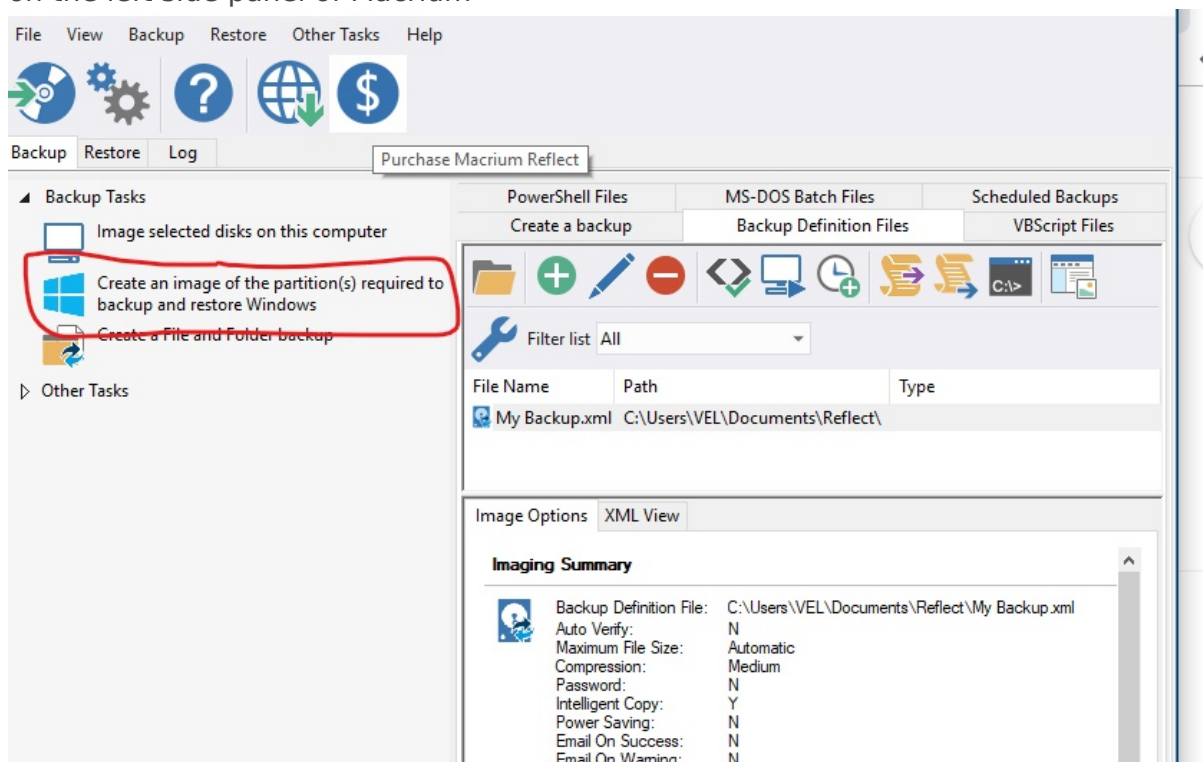 File View Backup Restore Other Tasks Help
$
Backup Restore Log
Purchase Macrium Reflect
Backup Tasks
Image selected disks on this computer
Create an image of the partition(s) required to
backup and restore Windows
Create a File and Folder backup
Other Tasks
PowerShell Files MS-DOS Batch Files Scheduled Backups
Create a backup Backup Definition Files VBScript Files
C:\>
Filter list All
File Name Path Type
My Backup.xml C:\Users\VEL\Documents\Reflect\
Image Options XML View
Imaging Summary
Backup Definition File: C:\Users\VEL\Documents\Reflect\My Backup.xml
Auto Verify: N
Maximum File Size: Automatic
Compression: Medium
Password: N
Intelligent Copy: Y
Power Saving: N
Email On Success: N
Email On Warning: N